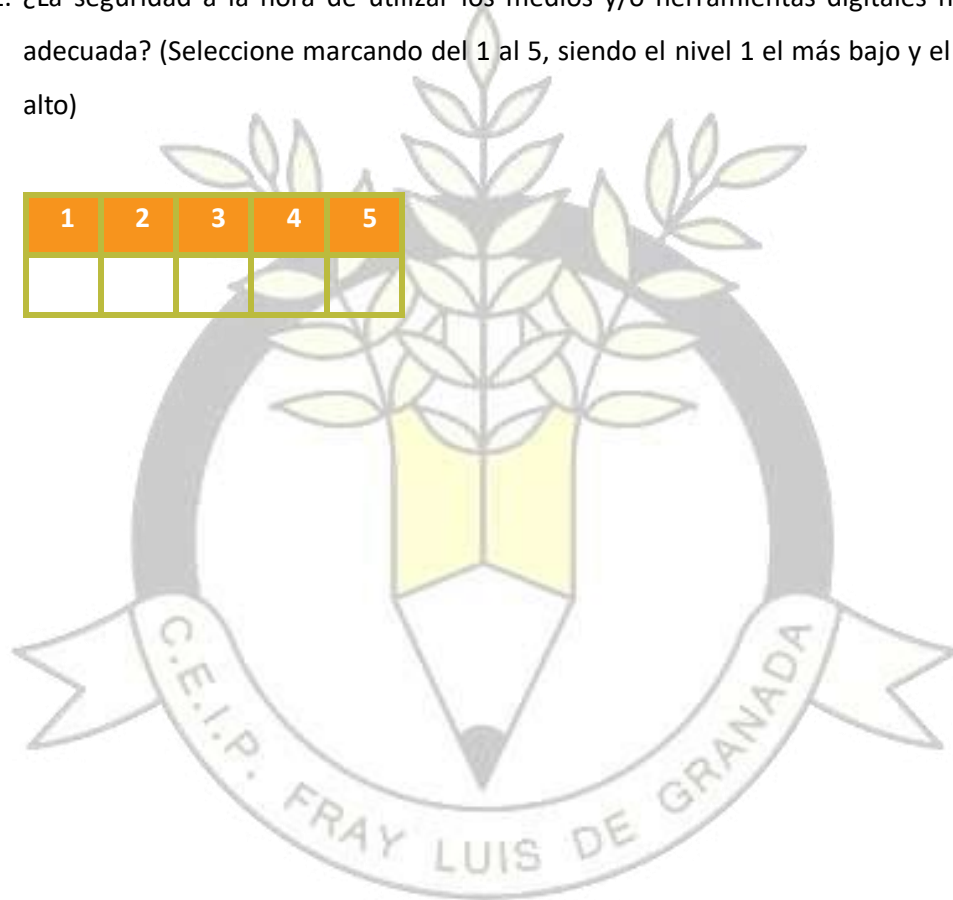 ¿La seguridad a la hora de utilizar los medios y/o herramientas digitales
adecuada? (Seleccione marcando del 1 al 5, siendo el nivel 1 el más bajo y el
alto)
1 2 3 4 5
C.E.I.P. FRAY LUIS DE GRANADA